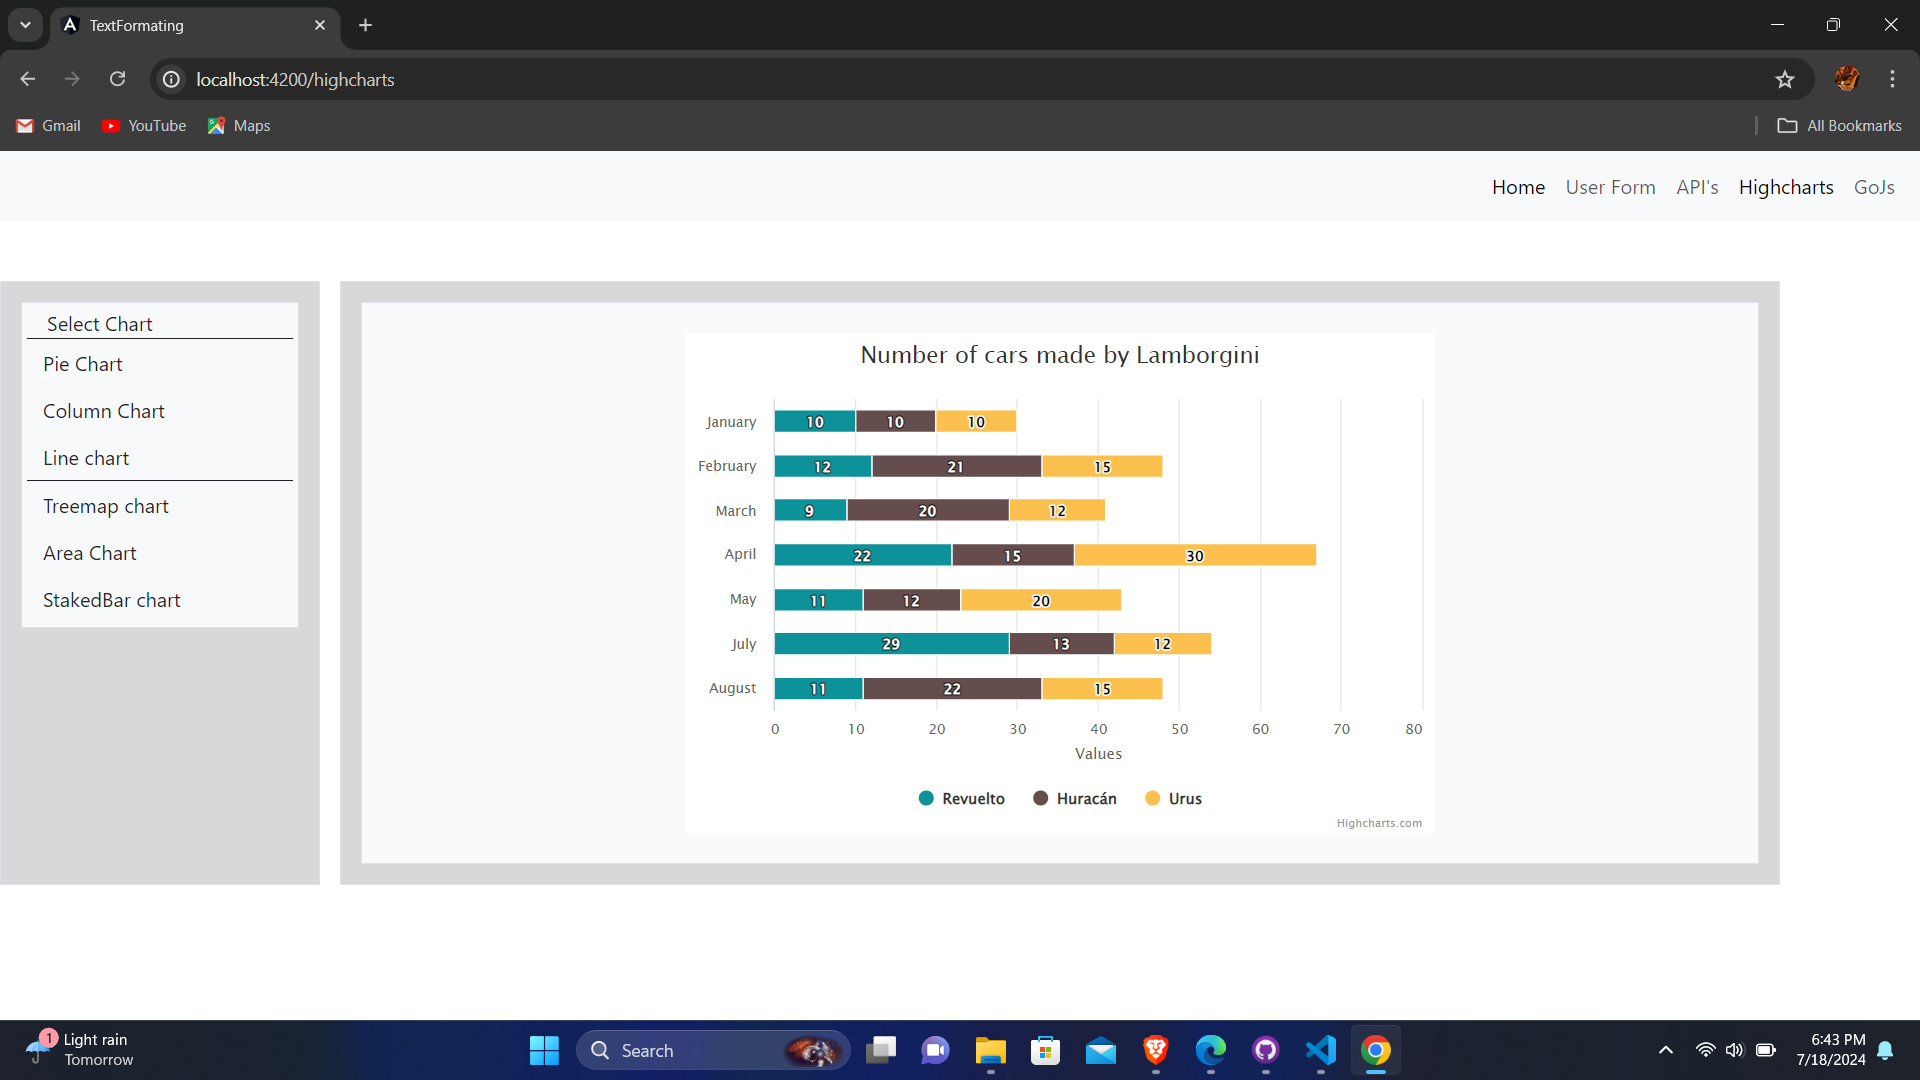 TextFormating
localhost:4200/highcharts
Gmail YouTube Maps All Bookmarks
Home User Form API's Highcharts GoJs
Select Chart
Pie Chart
Column Chart
Line chart
Treemap chart
Area Chart
StakedBar chart
Number of cars made by Lamborgini
January 10 10 10
February 12 21 15
March 9 20 12
April 22 15 30
May 11 12 20
July 29 13 12
August 11 22 15
0 10 20 30 40 50 60 70 80
Values
Revuelto Huracán Urus
Highcharts.com
1
Light rain
Tomorrow
Search
6:43 PM
7/18/2024